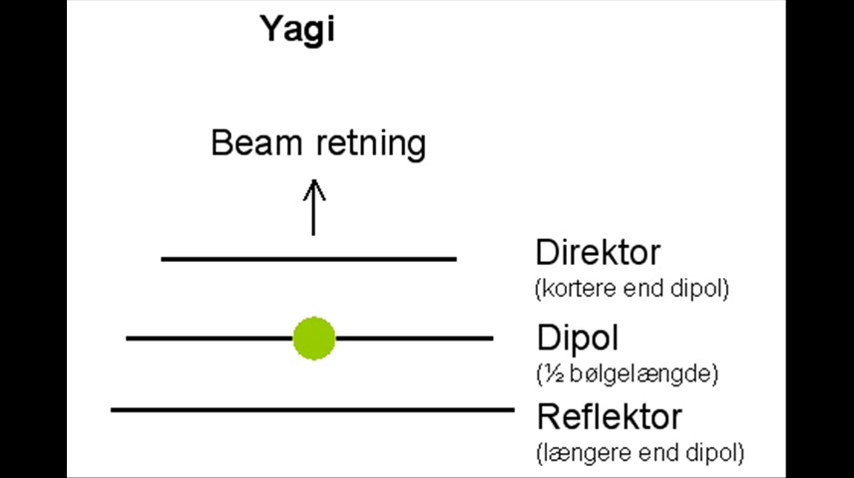 Yagi
Beam retning
Direktor
(kortere end dipol)
Dipol
(½ bølgelængde)
Reflektor
(længere end dipol)